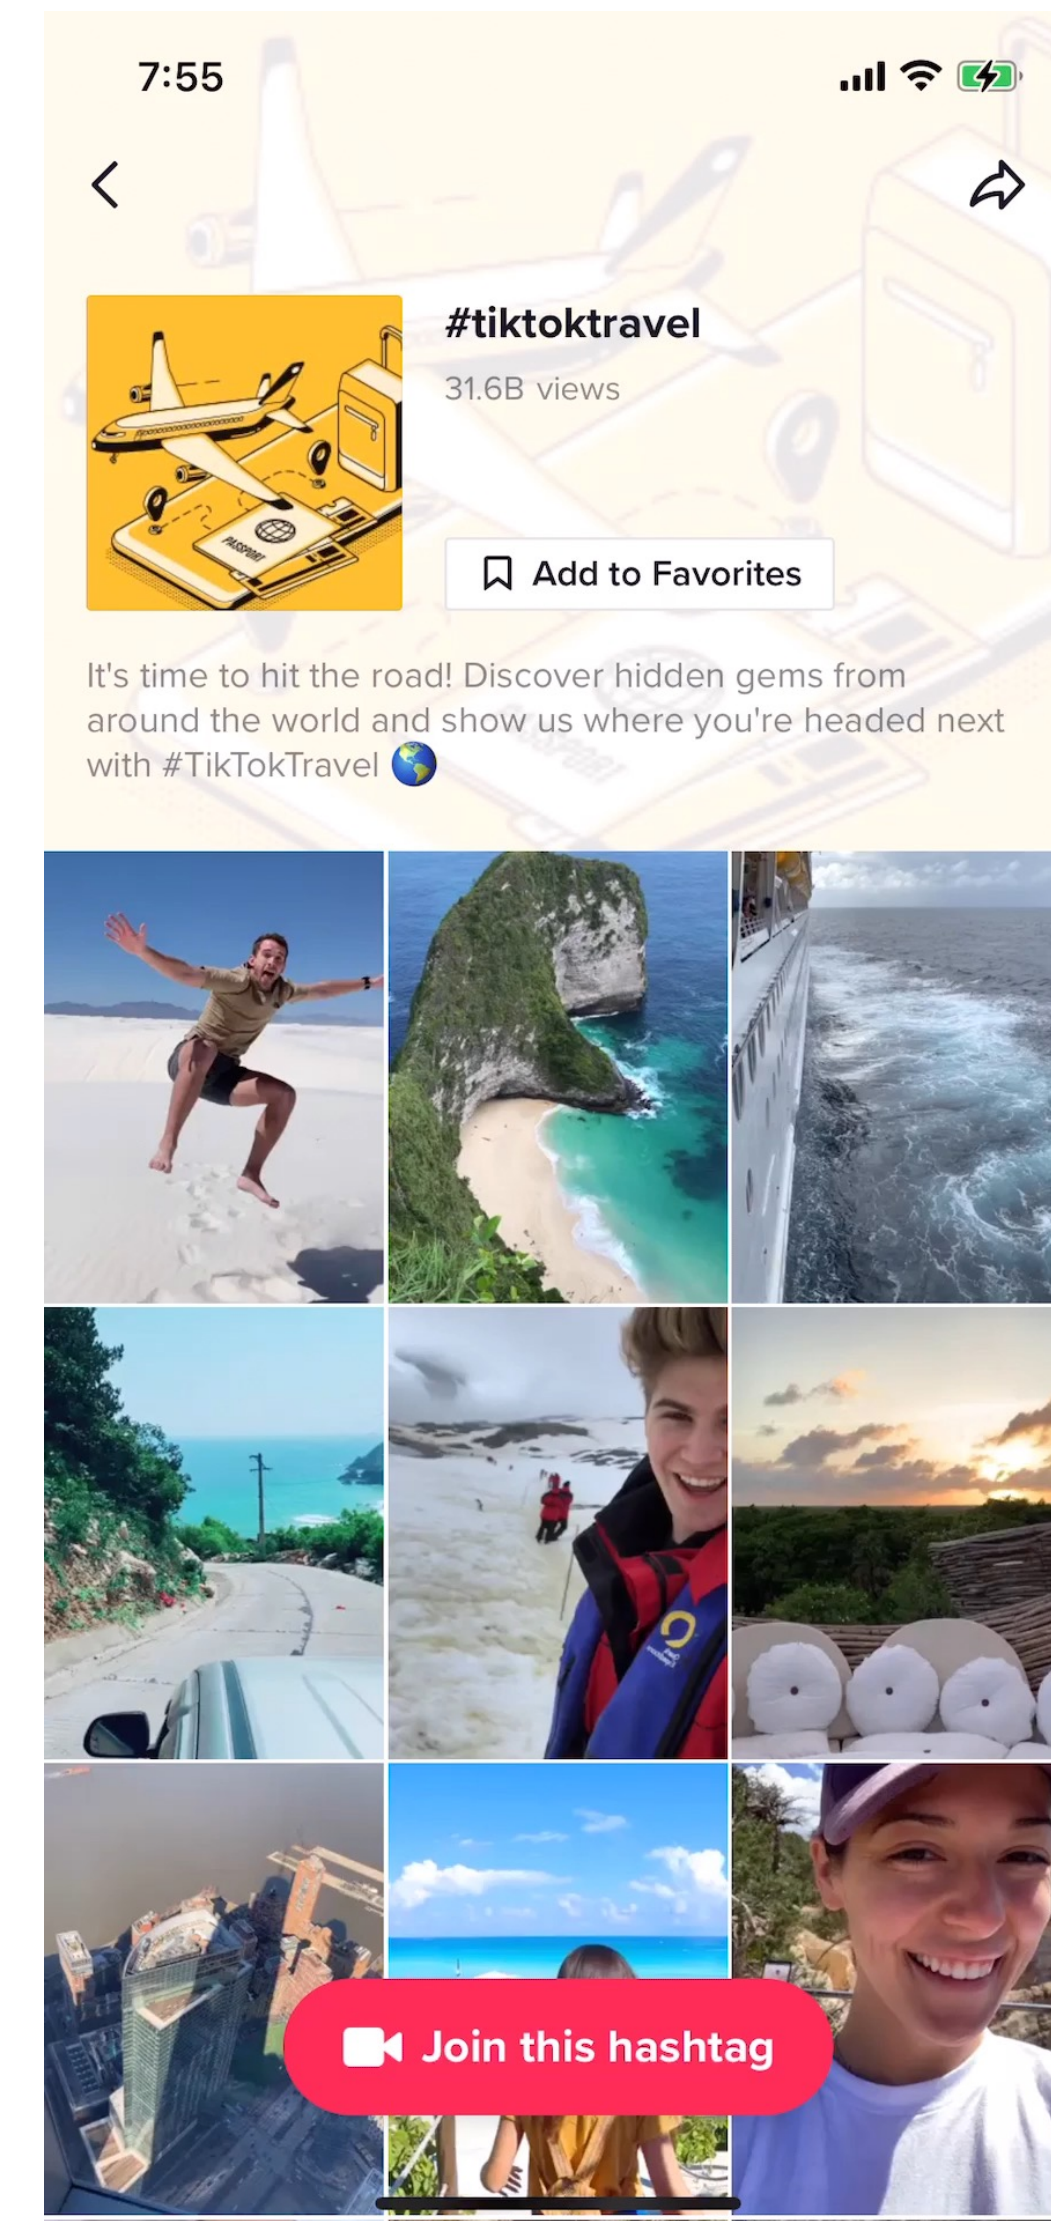 7:55
#tiktoktravel
31.6B views
PASSPORT
Add to Favorites
It's time to hit the road! Discover hidden gems from
around the world and show us where you're headed next
with #TikTokTravel 🌎
Join this hashtag